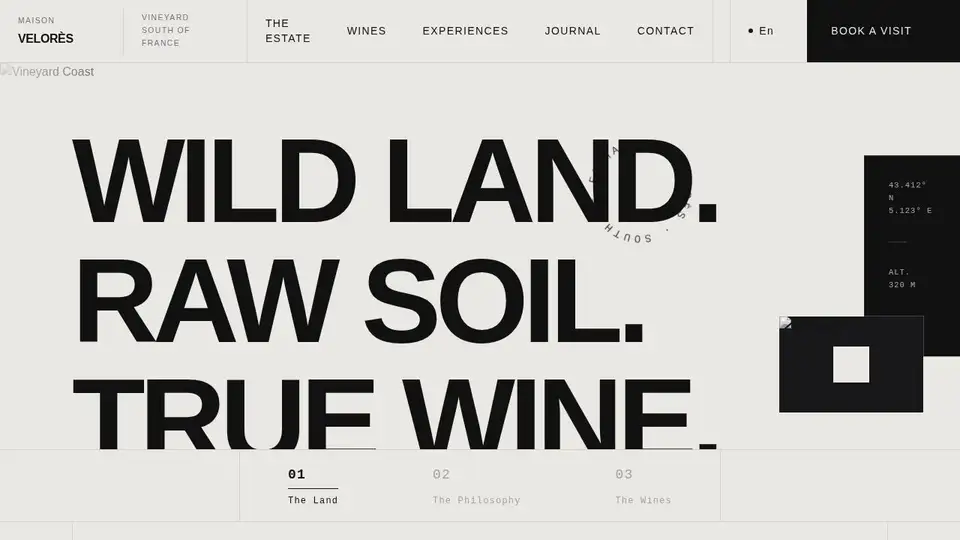 MAISON
VELORÈS
VINEYARD
SOUTH OF
FRANCE
THE
ESTATE
WINES
EXPERIENCES
JOURNAL
CONTACT
En
BOOK A VISIT
Vineyard Coast
WILD LAND.
RAW SOIL.
TRUE WINE.
SOUTH
43.412°
N
5.123° E
ALT.
320 M
01
The Land
02
The Philosophy
03
The Wines